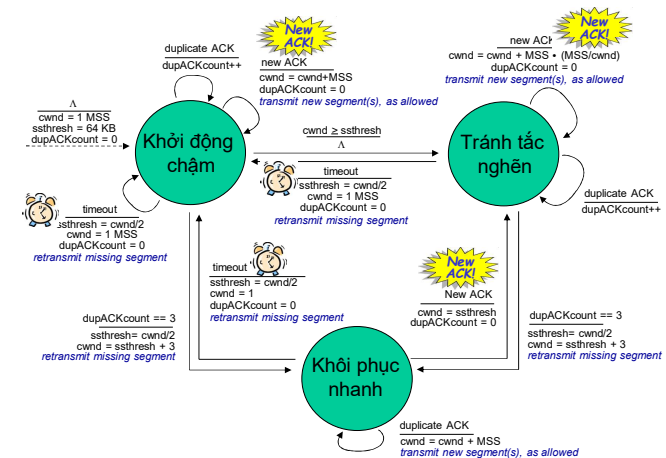 New
ACK!
duplicate ACK
dupACKcount++
new ACK
cwnd = cwnd+MSS
dupACKcount = 0
transmit new segment(s), as allowed
New
ACK!
new ACK
cwnd = cwnd + MSS • (MSS/cwnd)
dupACKcount = 0
transmit new segment(s), as allowed
Λ
cwnd = 1 MSS
ssthresh = 64 KB
dupACKcount = 0
Khởi động
chậm
cwnd ≥ ssthresh
Λ
Tránh tắc
nghẽn
timeout
ssthresh = cwnd/2
cwnd = 1 MSS
dupACKcount = 0
retransmit missing segment
timeout
ssthresh = cwnd/2
cwnd = 1 MSS
dupACKcount = 0
retransmit missing segment
duplicate ACK
dupACKcount++
timeout
ssthresh = cwnd/2
cwnd = 1
dupACKcount = 0
retransmit missing segment
New
ACK!
New ACK
cwnd = ssthresh
dupACKcount = 0
dupACKcount == 3
ssthresh= cwnd/2
cwnd = ssthresh + 3
retransmit missing segment
dupACKcount == 3
ssthresh= cwnd/2
cwnd = ssthresh + 3
retransmit missing segment
Khôi phục
nhanh
duplicate ACK
cwnd = cwnd + MSS
transmit new segment(s), as allowed